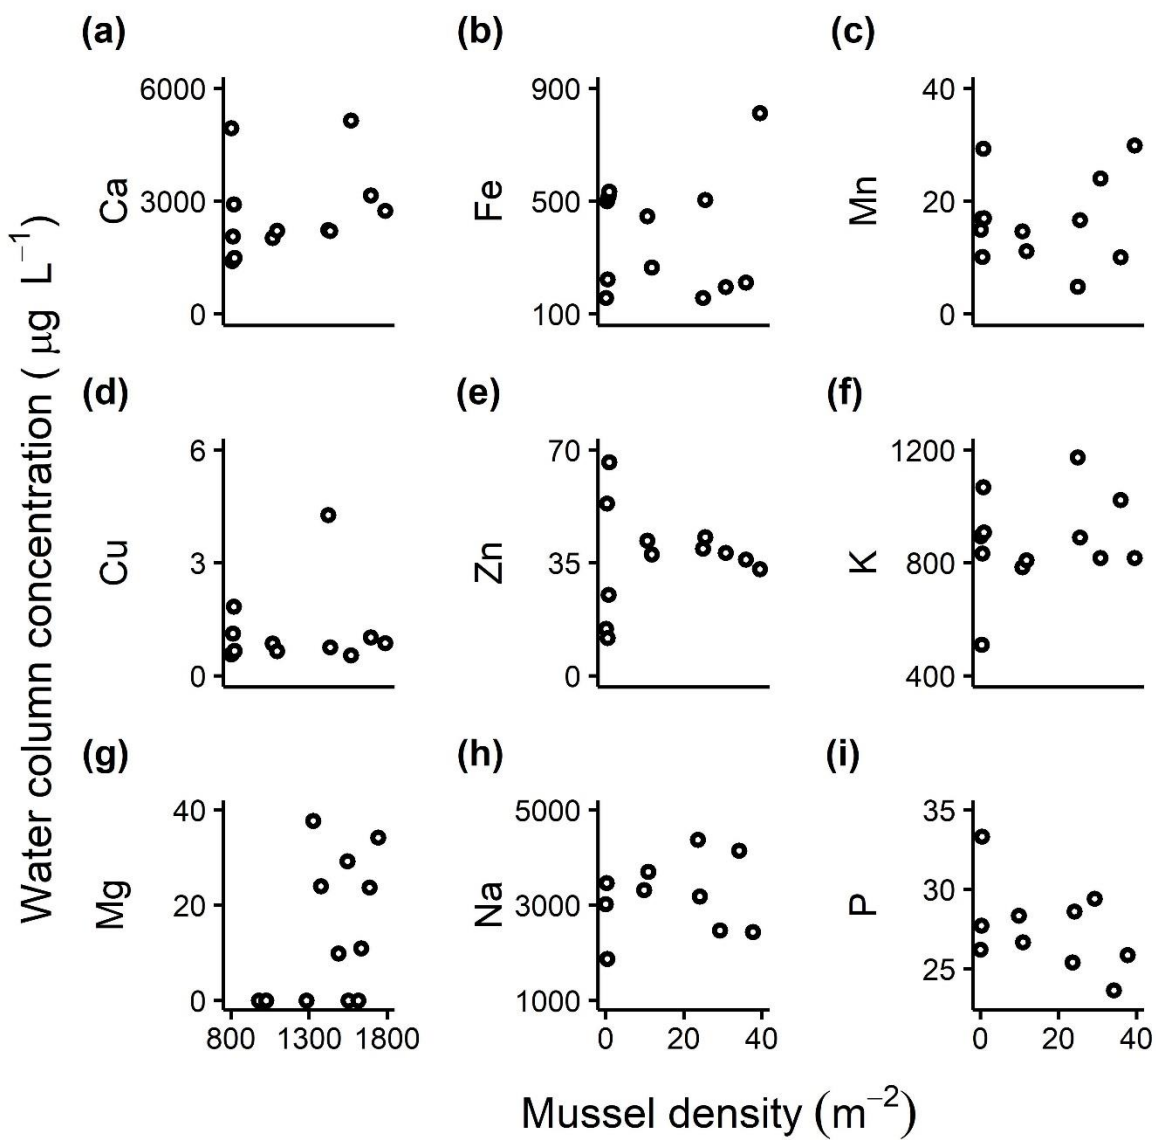 (a) (b) (c)
6000 900 40
Ca 3000 Fe 500 Mn 20
0 100 0
(d) (e) (f)
6 70 1200
Cu 3 Zn 35 K 800
0 0 400
(g) (h) (i)
40 5000 35
Mg 20 Na 3000 P 30
0 1000 25
800 1300 1800 0 20 40 0 20 40
Water column concentration ( μg L⁻¹)
Mussel density (m⁻²)